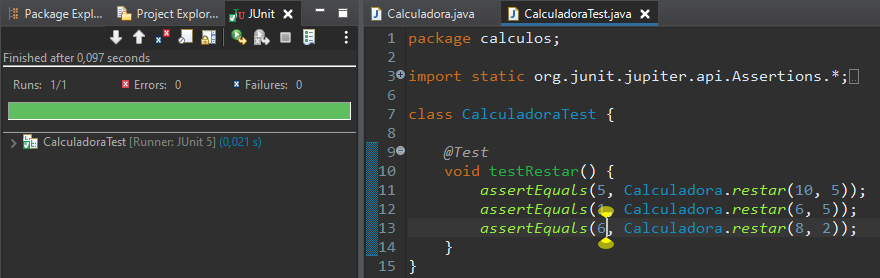 Package Expl... Project Explor... JUnit
Finished after 0,097 seconds
Runs: 1/1 Errors: 0 Failures: 0
CalculadoraTest [Runner: JUnit 5] (0,021 s)
Calculadora.java CalculadoraTest.java
1 package calculos;
2
3 import static org.junit.jupiter.api.Assertions.*;
6
7 class CalculadoraTest {
8
9 @Test
10 void testRestar() {
11 assertEquals(5, Calculadora.restar(10, 5));
12 assertEquals(1, Calculadora.restar(6, 5));
13 assertEquals(6, Calculadora.restar(8, 2));
14 }
15 }